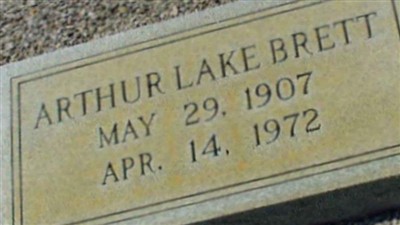 ARTHUR LAKE BRETT
MAY 29, 1907
APR. 14, 1972